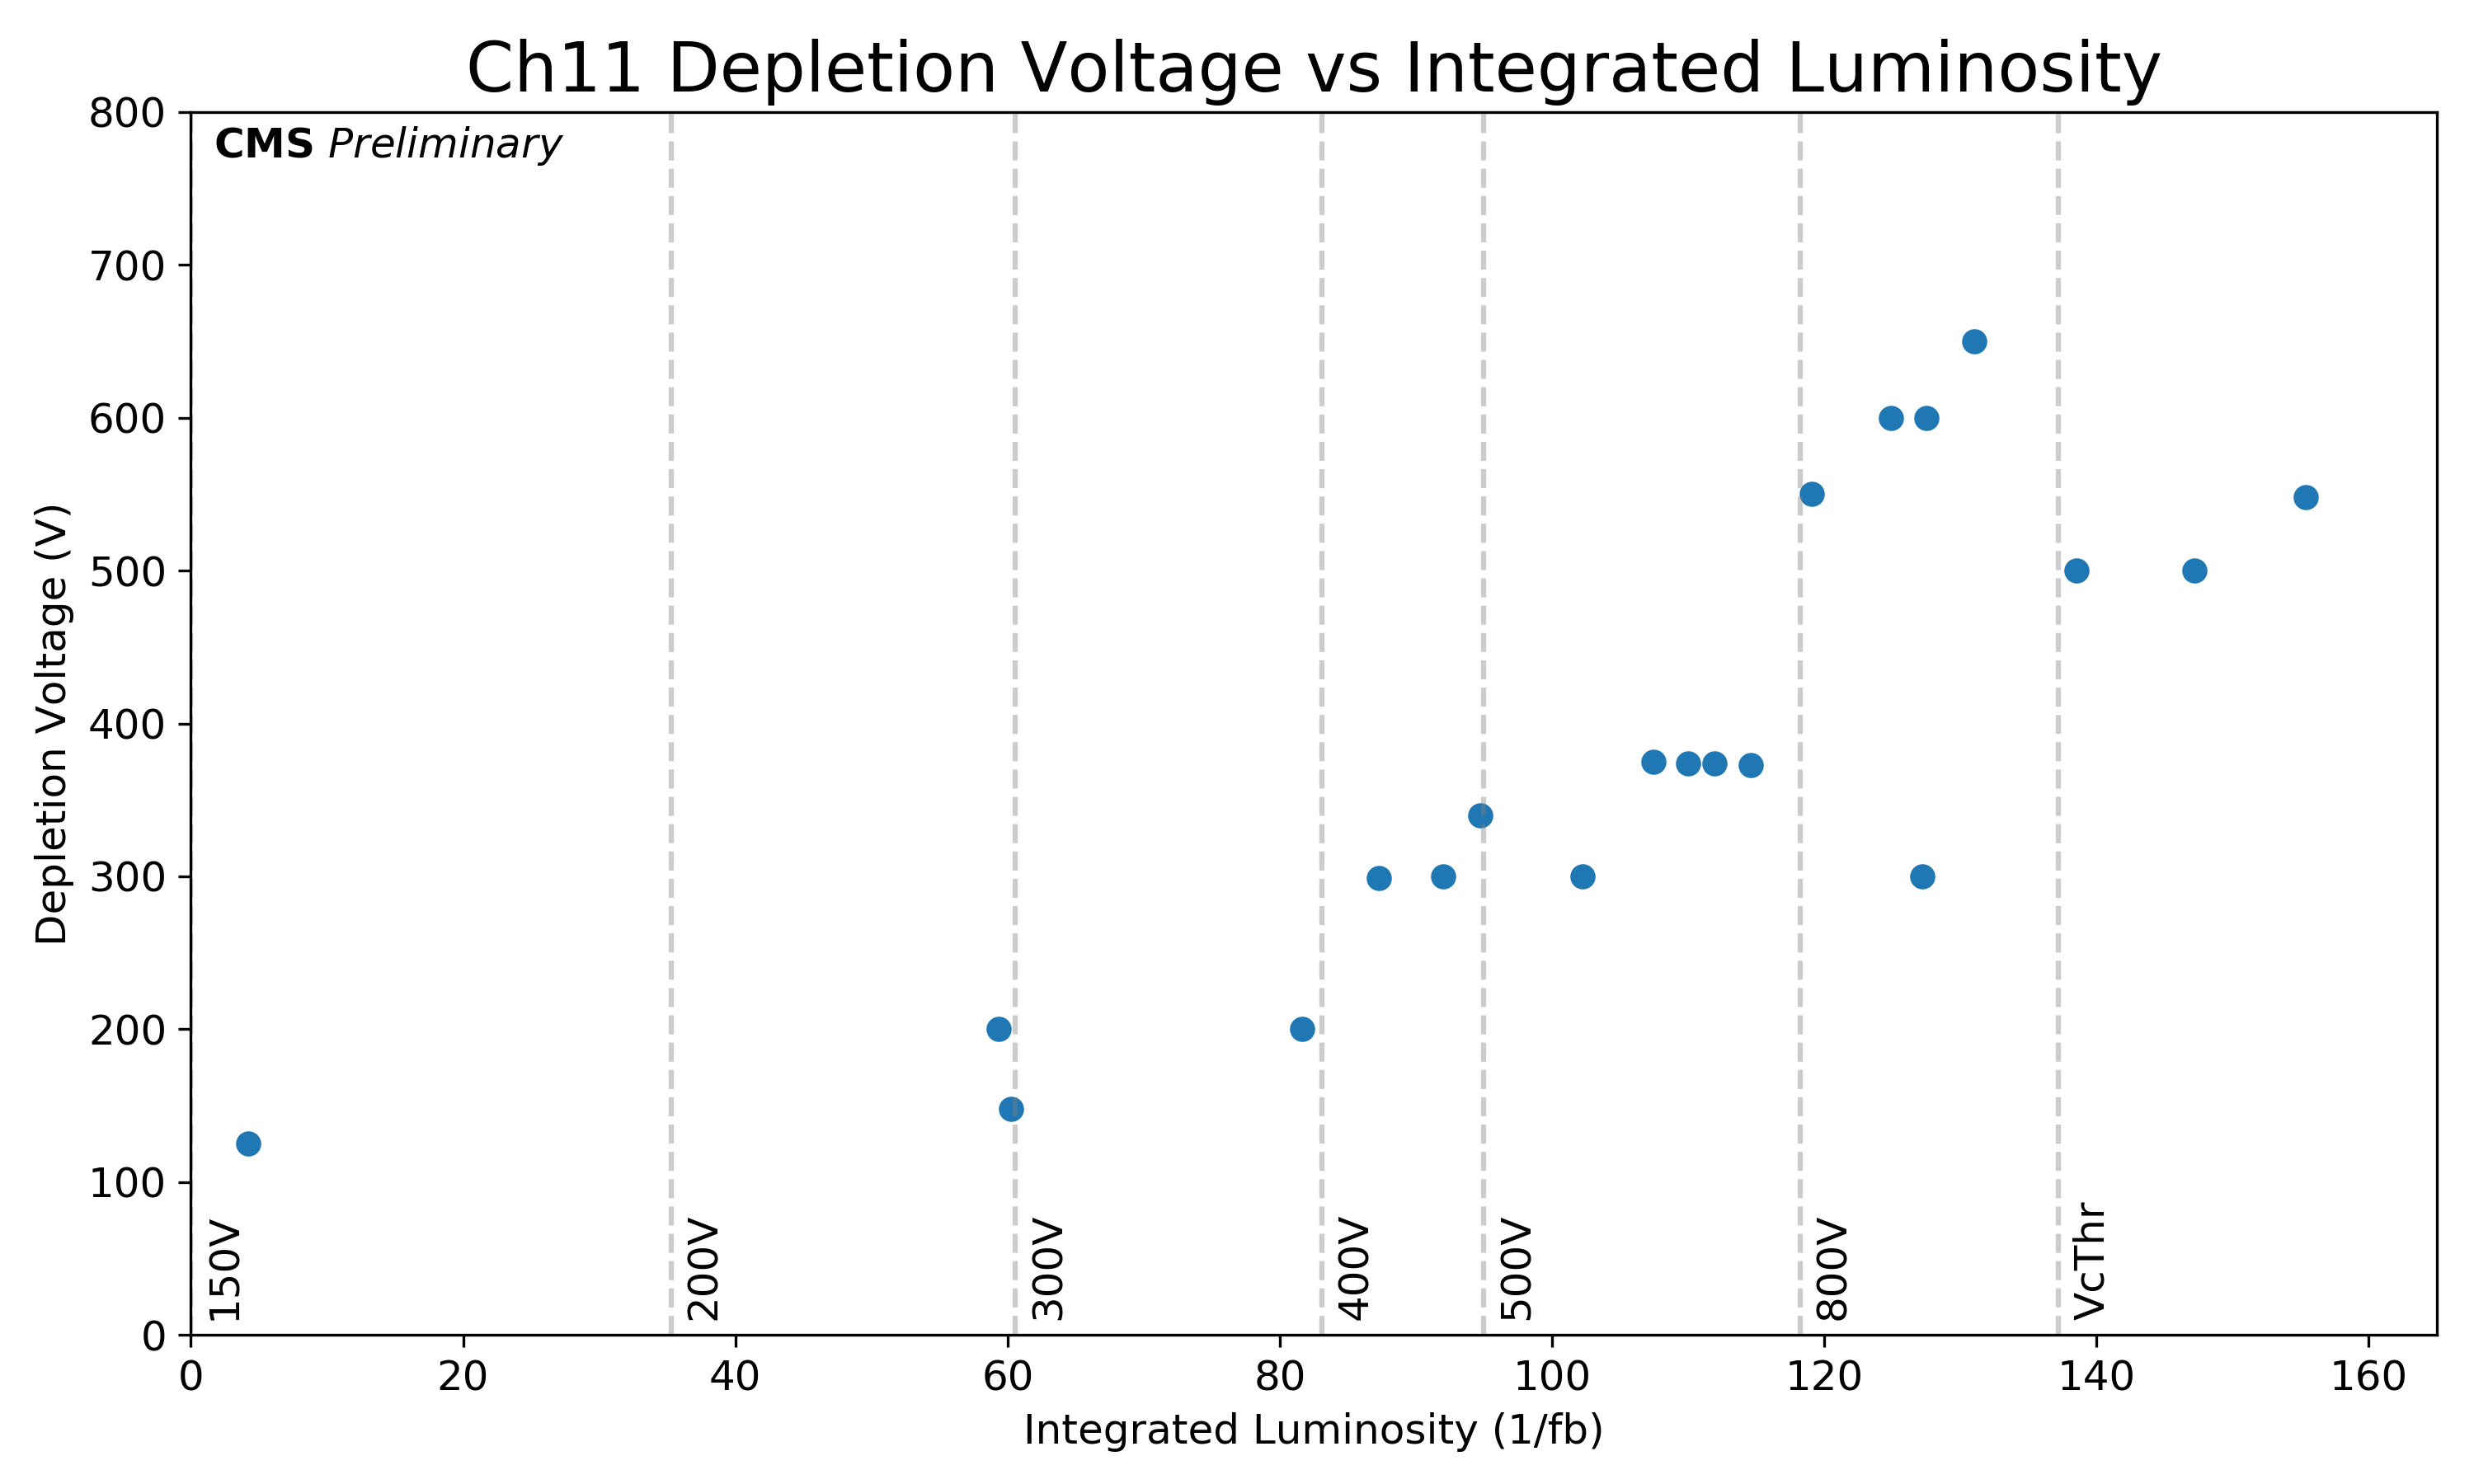 Ch11 Depletion Voltage vs Integrated Luminosity
CMS Preliminary
800
700
600
500
400
300
200
100
0
Depletion Voltage (V)
150V
200V
300V
400V
500V
800V
VcThr
0 20 40 60 80 100 120 140 160
Integrated Luminosity (1/fb)